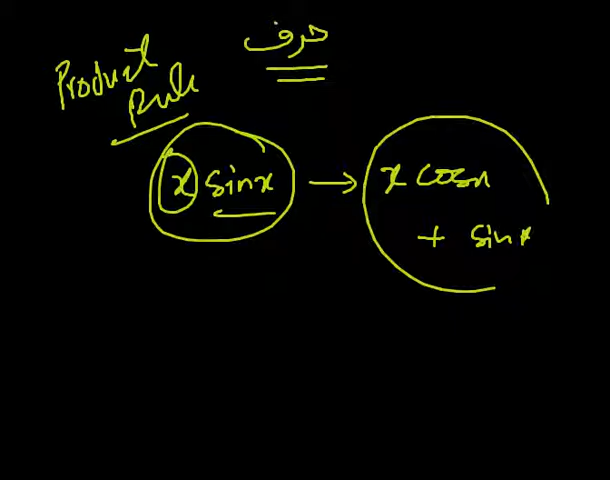 حرف
Product
Rule
x sinx → x cosx
+ sinx